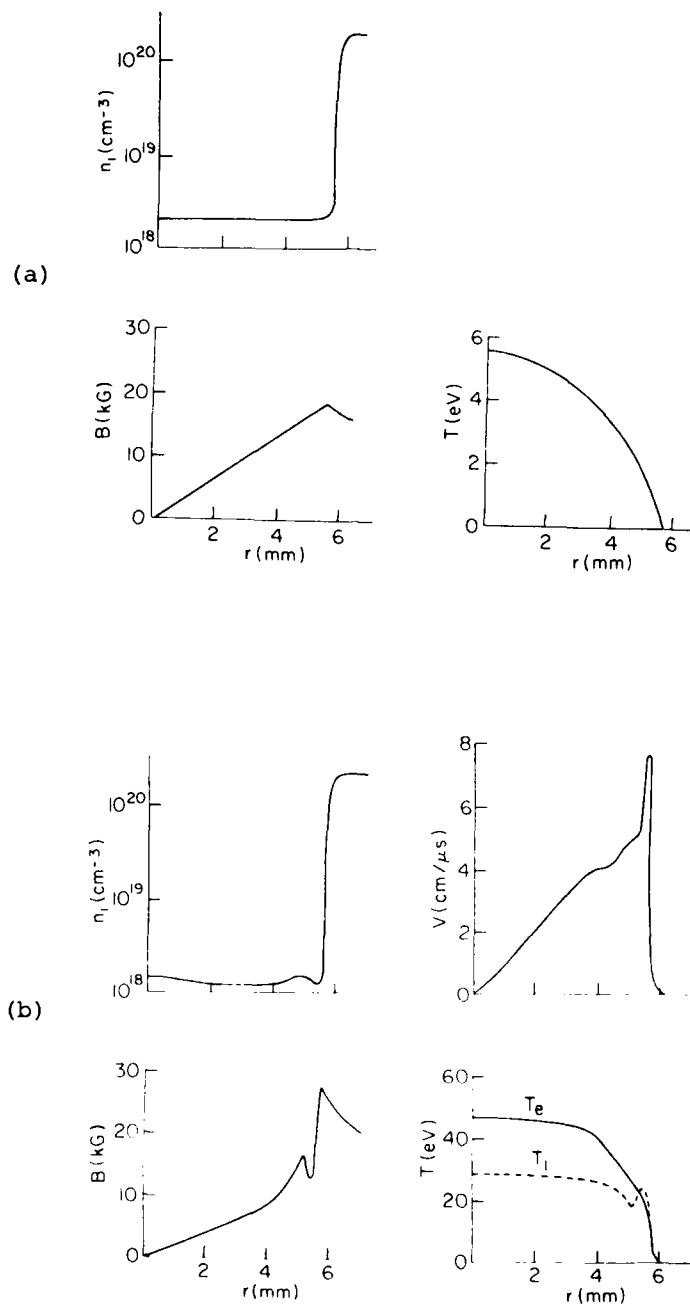 (a)
n_I (cm^-3)
10^20
10^19
10^18
B (kG)
30
20
10
0
2 4 6
r (mm)
T (eV)
6
4
2
0
2 4 6
r (mm)
(b)
n_I (cm^-3)
10^20
10^19
10^18
V (cm/μs)
8
6
4
2
0
B (kG)
30
20
10
0
2 4 6
r (mm)
T (eV)
60
40
20
0
T_e
T_I
2 4 6
r (mm)